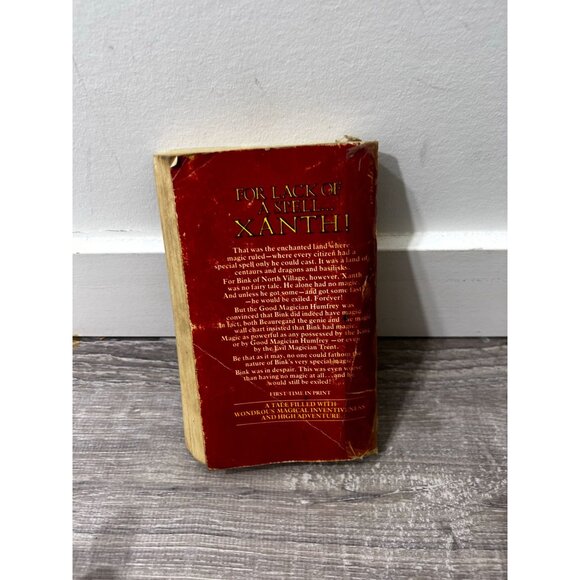 FOR LACK OF
A SPELL...
XANTH!
That was the enchanted land where
magic ruled—where every citizen had a
special spell only he could cast. It was a land of
centaurs and dragons and basilisks.
For Bink of North Village, however, Xanth
was no fairy tale. He alone had no magic.
And unless he got some—and got some fast
—he would be exiled. Forever!
But the Good Magician Humfrey was
convinced that Bink did indeed have magic.
In fact, both Beauregard the genie and the
wall chart insisted that Bink had magic.
Magic as powerful as any possessed by the King
or by Good Magician Humfrey—or even
by the Evil Magician Trent.
Be that as it may, no one could fathom the
nature of Bink's very special magic.
Bink was in despair. This was even worse
than having no magic at all...and he
would still be exiled!
FIRST TIME IN PRINT
A TALE FILLED WITH
WONDROUS MAGICAL INVENTIVENESS
AND HIGH ADVENTURE